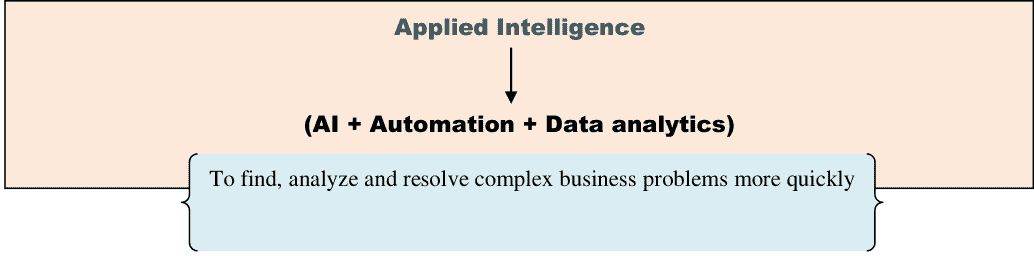 Applied Intelligence
(AI + Automation + Data analytics)
To find, analyze and resolve complex business problems more quickly